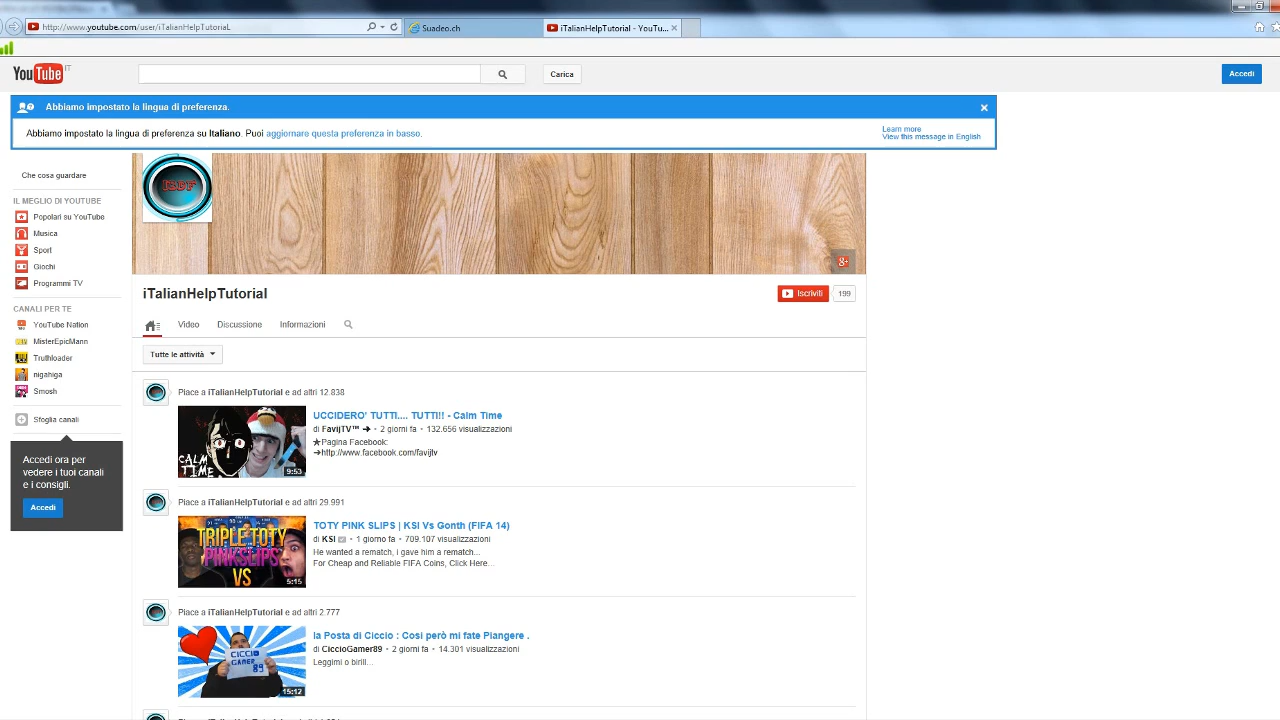 http://www.youtube.com/user/iTalianHelpTutorial
Suadeo.ch
iTalianHelpTutorial - YouTu...
YouTube IT
Carica
Accedi
Abbiamo impostato la lingua di preferenza.
Abbiamo impostato la lingua di preferenza su Italiano. Puoi aggiornare questa preferenza in basso.
Learn more
View this message in English
Che cosa guardare
IL MEGLIO DI YOUTUBE
Popolari su YouTube
Musica
Sport
Giochi
Programmi TV
CANALI PER TE
YouTube Nation
MisterEpicMann
Truthloader
nigahiga
Smosh
Sfoglia canali
Accedi ora per
vedere i tuoi canali
e i consigli.
Accedi
iTalianHelpTutorial
Iscriviti
199
Video
Discussione
Informazioni
Tutte le attività
Piace a iTalianHelpTutorial e ad altri 12.838
CALM
TIME
9:53
UCCIDERO' TUTTI.... TUTTI!! - Calm Time
di FavijTV™ ➔ • 2 giorni fa • 132.656 visualizzazioni
★Pagina Facebook:
➔http://www.facebook.com/favijtv
Piace a iTalianHelpTutorial e ad altri 29.991
TRIPLE TOTY
PINKSLIPS
VS
5:15
TOTY PINK SLIPS | KSI Vs Gonth (FIFA 14)
di KSI • 1 giorno fa • 709.107 visualizzazioni
He wanted a rematch, i gave him a rematch...
For Cheap and Reliable FIFA Coins, Click Here...
Piace a iTalianHelpTutorial e ad altri 2.777
CICCIO
GAMER
89
15:12
la Posta di Ciccio : Cosi però mi fate Piangere .
di CiccioGamer89 • 2 giorni fa • 14.301 visualizzazioni
Leggimi o birill...